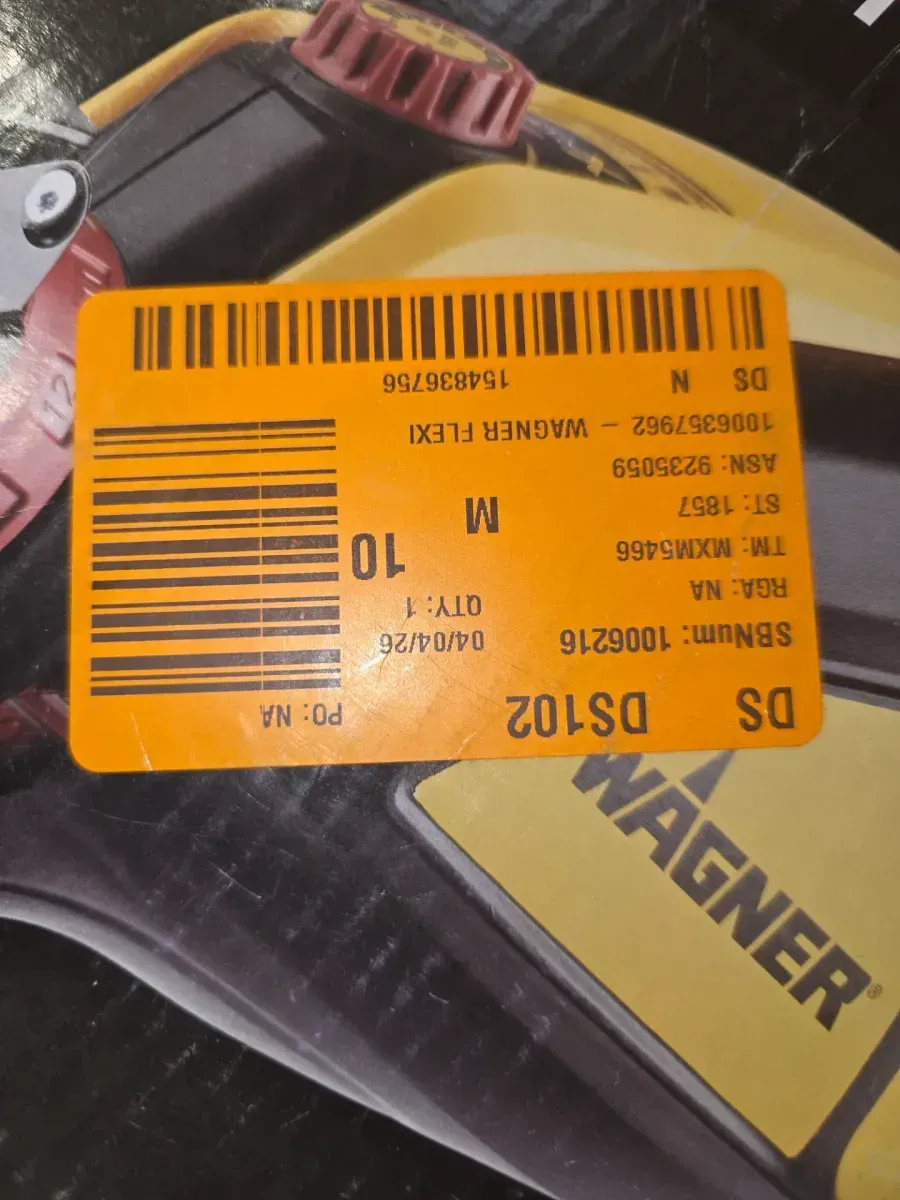 DS DS102 PO: NA
SBNum: 1006216 04/04/26
RGA: NA QTY: 1
TM: MXM5466 10
ST: 1857 M
ASN: 9235059
1006357962 - WAGNER FLEXI
DS N 154836756
12
WAGNER®